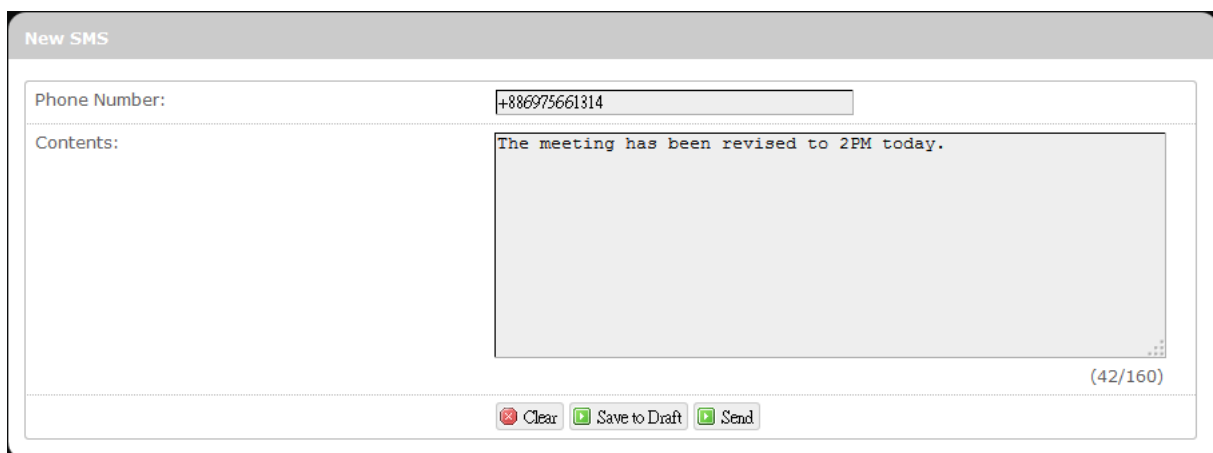 New SMS
Phone Number: +886975661314
Contents: The meeting has been revised to 2PM today.
(42/160)
Clear Save to Draft Send